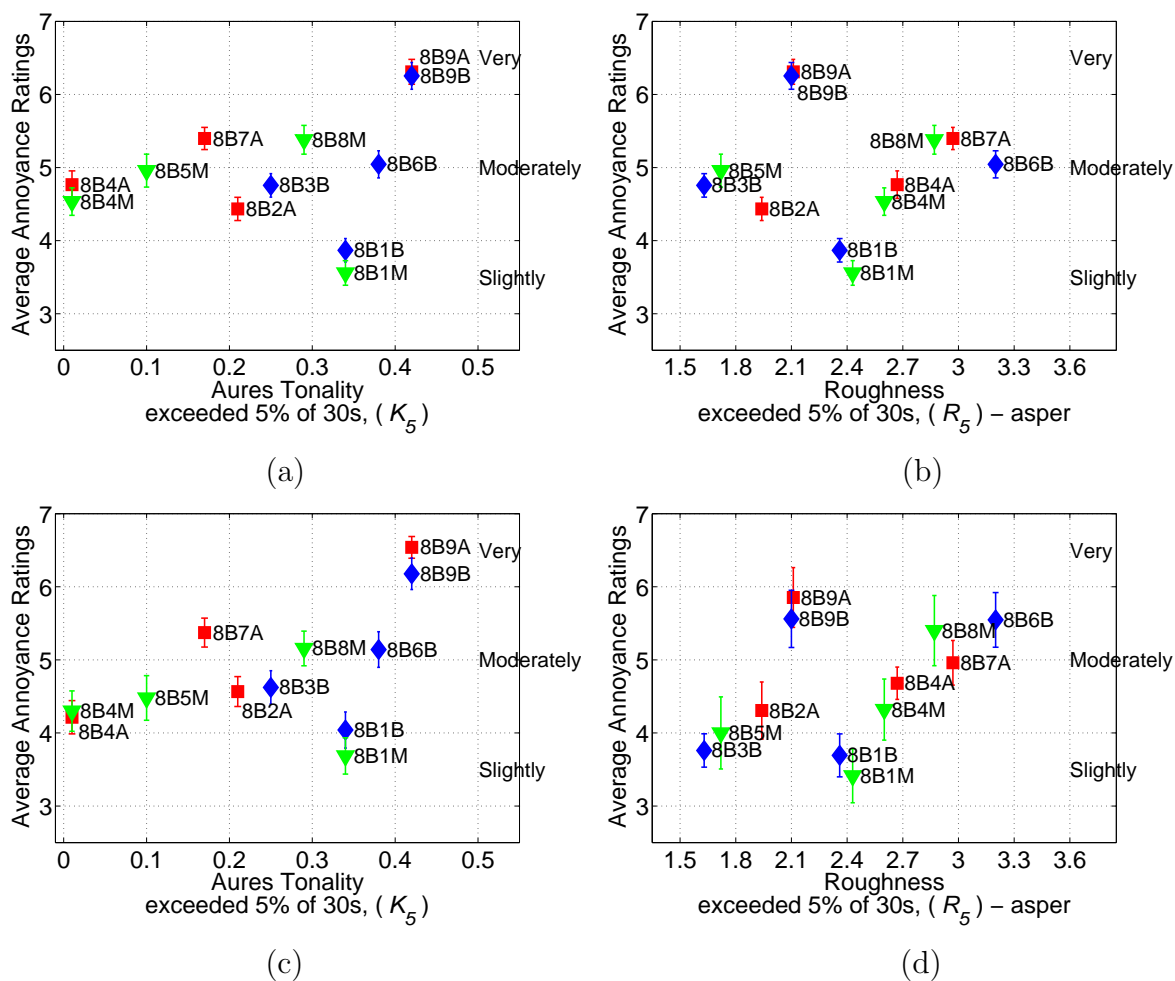 7
6
5
4
3
Average Annoyance Ratings
8B9A
8B9B
Very
8B7A
8B8M
8B5M
8B6B
Moderately
8B4A
8B3B
8B4M
8B2A
8B1B
8B1M
Slightly
0 0.1 0.2 0.3 0.4 0.5
Aures Tonality
exceeded 5% of 30s, ( K5 )
(a)
7
6
5
4
3
Average Annoyance Ratings
8B9A
8B9B
Very
8B8M
8B7A
8B5M
8B6B
Moderately
8B3B
8B4A
8B4M
8B2A
8B1B
8B1M
Slightly
1.5 1.8 2.1 2.4 2.7 3 3.3 3.6
Roughness
exceeded 5% of 30s, ( R5 ) – asper
(b)
7
6
5
4
3
Average Annoyance Ratings
8B9A
Very
8B9B
8B7A
8B8M
8B6B
Moderately
8B3B
8B5M
8B2A
8B4M
8B4A
8B1B
8B1M
Slightly
0 0.1 0.2 0.3 0.4 0.5
Aures Tonality
exceeded 5% of 30s, ( K5 )
(c)
7
6
5
4
3
Average Annoyance Ratings
Very
8B9A
8B9B
8B6B
8B8M
8B7A
Moderately
8B4A
8B2A
8B4M
8B5M
8B3B
8B1B
8B1M
Slightly
1.5 1.8 2.1 2.4 2.7 3 3.3 3.6
Roughness
exceeded 5% of 30s, ( R5 ) – asper
(d)